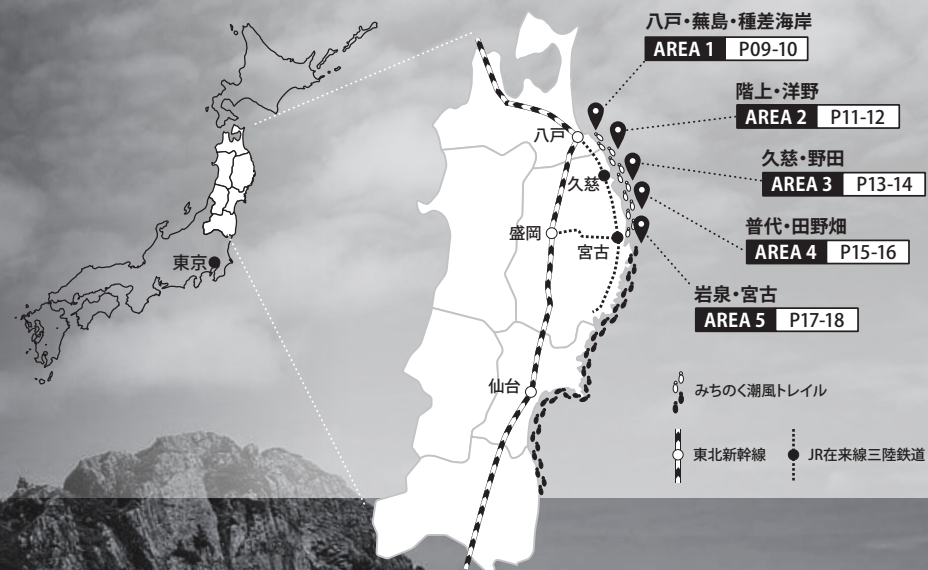 八戸・蕪島・種差海岸
AREA 1 P09-10
階上・洋野
AREA 2 P11-12
久慈・野田
AREA 3 P13-14
普代・田野畑
AREA 4 P15-16
岩泉・宮古
AREA 5 P17-18
八戸
久慈
盛岡
宮古
仙台
東京
みちのく潮風トレイル
東北新幹線
JR在来線三陸鉄道